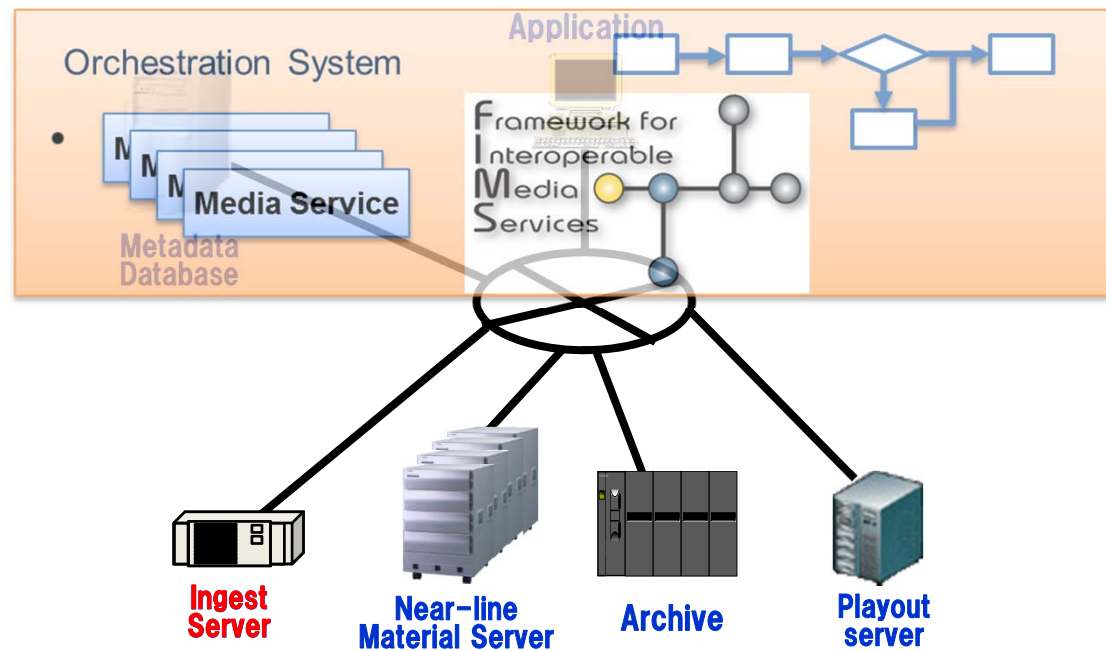 Application
Orchestration System
•
M
M
M
Media Service
Metadata
Database
Framework for
Interoperable
Media
Services
Ingest
Server
Near-line
Material Server
Archive
Playout
server